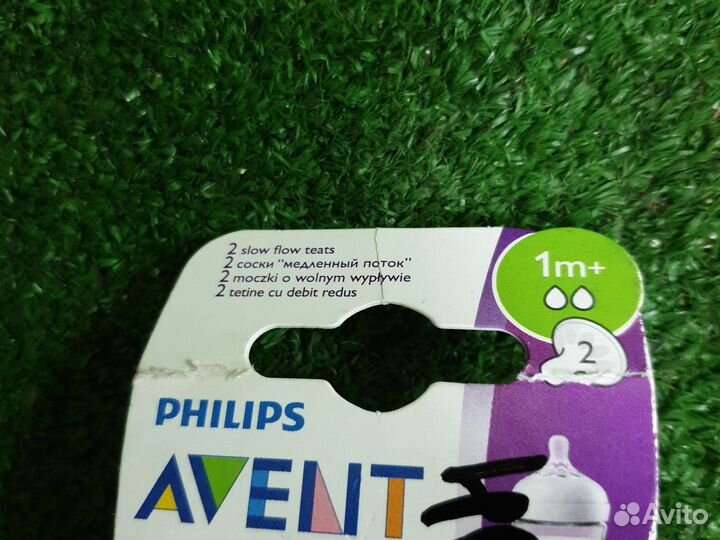 2 slow flow teats
2 соски "медленный поток"
2 moczki o wolnym wypływie
2 tetine cu debit redus
1m+
2
PHILIPS
AVENT
Avito